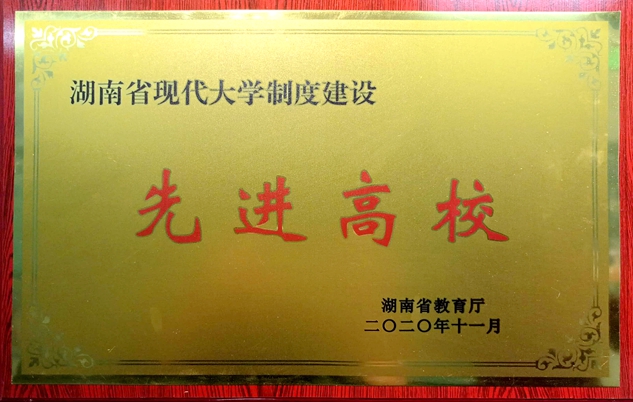 湖南省现代大学制度建设
先进高校
湖南省教育厅
二〇二〇年十一月